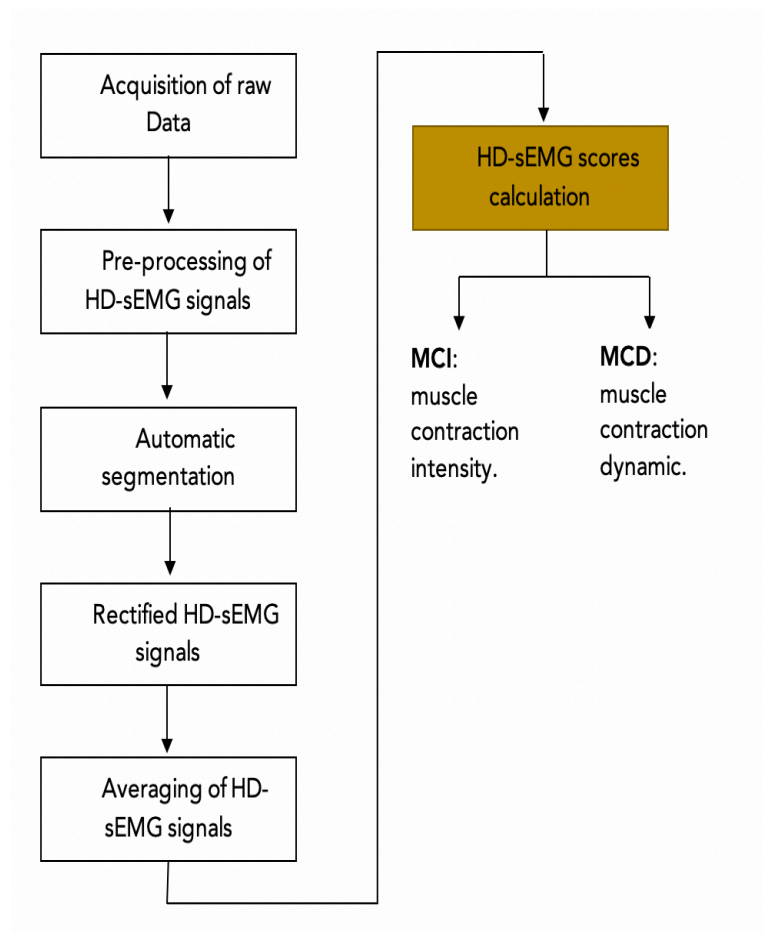 Acquisition of raw
Data
Pre-processing of
HD-sEMG signals
Automatic
segmentation
Rectified HD-sEMG
signals
Averaging of HD-
sEMG signals
HD-sEMG scores
calculation
MCI:
muscle
contraction
intensity.
MCD:
muscle
contraction
dynamic.